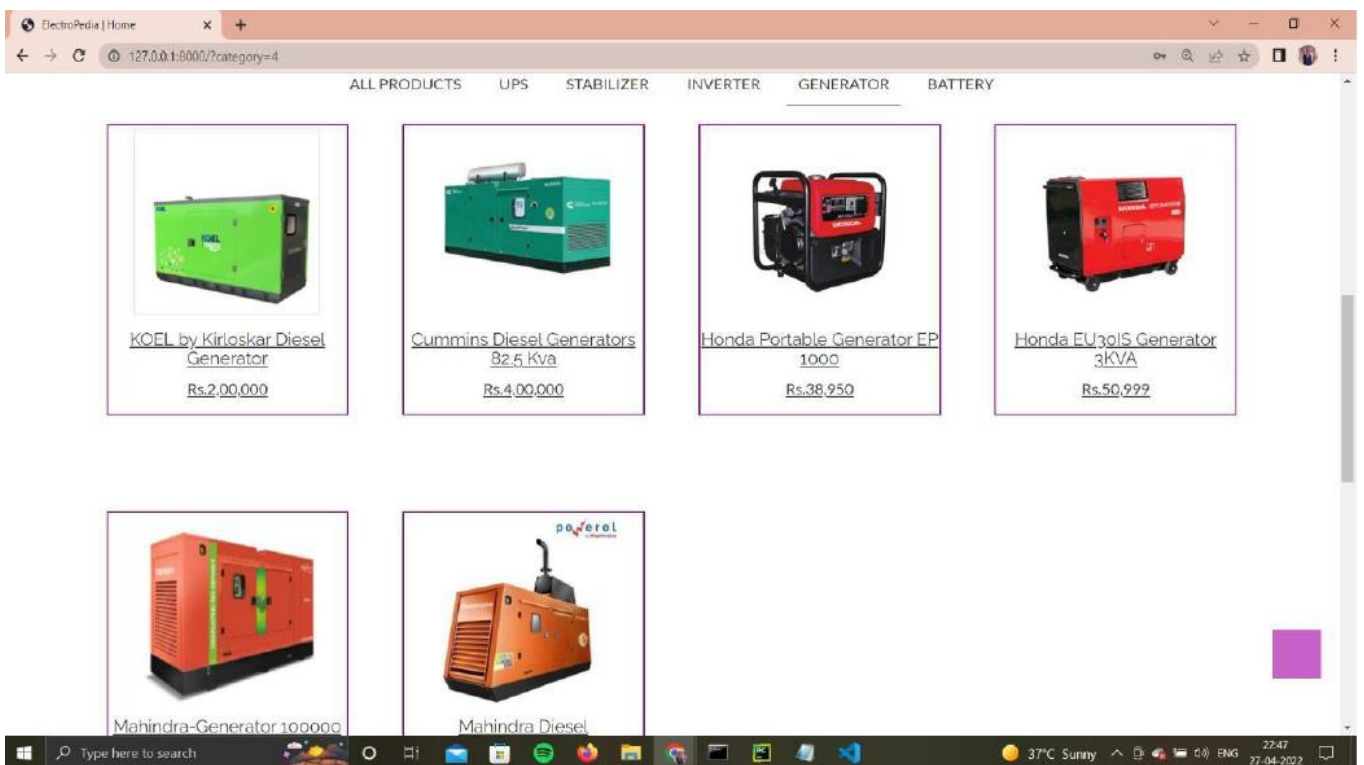 ElectroPedia | Home
127.0.0.1:8000/?category=4
ALL PRODUCTS UPS STABILIZER INVERTER GENERATOR BATTERY
KOEL by Kirloskar Diesel
Generator
Rs.2,00,000
Cummins Diesel Generators
82.5 Kva
Rs.4,00,000
HONDA
Honda Portable Generator EP
1000
Rs.38,950
HONDA
Honda EU30IS Generator
3KVA
Rs.50,999
Mahindra-Generator 100000
powerol
Mahindra Diesel
Type here to search
37°C Sunny
ENG
22:47
27-04-2022